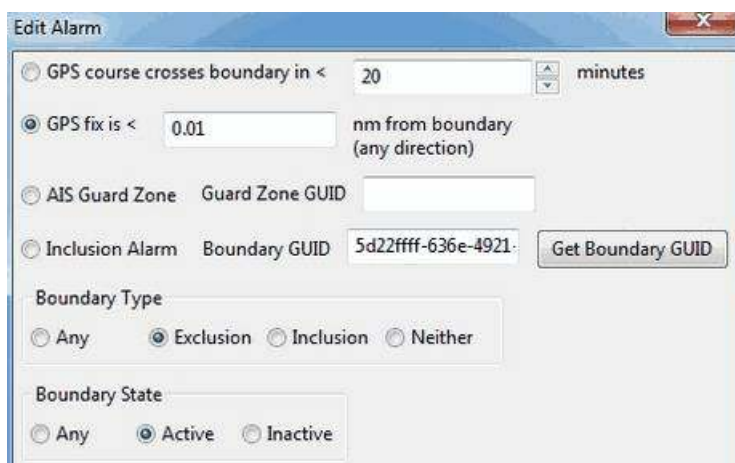 Edit Alarm
GPS course crosses boundary in < 20 minutes
GPS fix is < 0.01 nm from boundary
(any direction)
AIS Guard Zone Guard Zone GUID
Inclusion Alarm Boundary GUID 5d22ffff-636e-4921- Get Boundary GUID
Boundary Type
Any Exclusion Inclusion Neither
Boundary State
Any Active Inactive